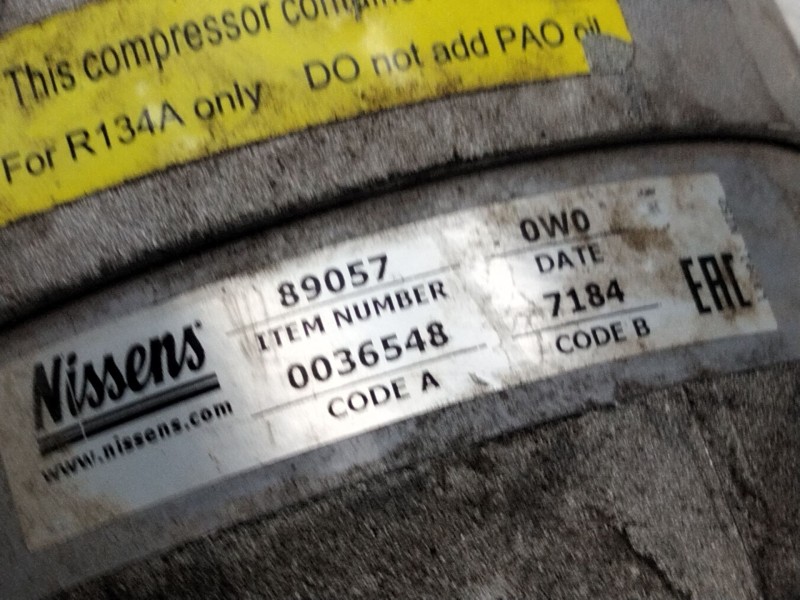 This compressor contains
For R134A only DO not add PAO oil
Nissens
www.nissens.com
89057
ITEM NUMBER
0036548
CODE A
0W0
DATE
7184
CODE B
EAC